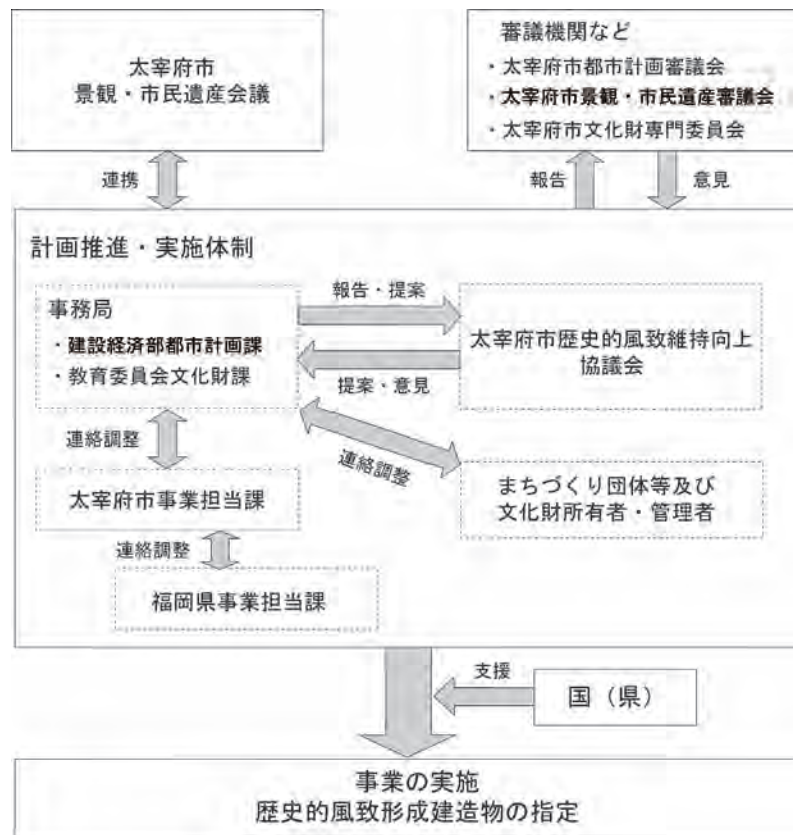 太宰府市
景観・市民遺産会議
審議機関など
・太宰府市都市計画審議会
・太宰府市景観・市民遺産審議会
・太宰府市文化財専門委員会
連携
報告
意見
計画推進・実施体制
事務局
・建設経済部都市計画課
・教育委員会文化財課
報告・提案
提案・意見
太宰府市歴史的風致維持向上
協議会
連絡調整
連絡調整
太宰府市事業担当課
まちづくり団体等及び
文化財所有者・管理者
連絡調整
福岡県事業担当課
支援
国（県）
事業の実施
歴史的風致形成建造物の指定